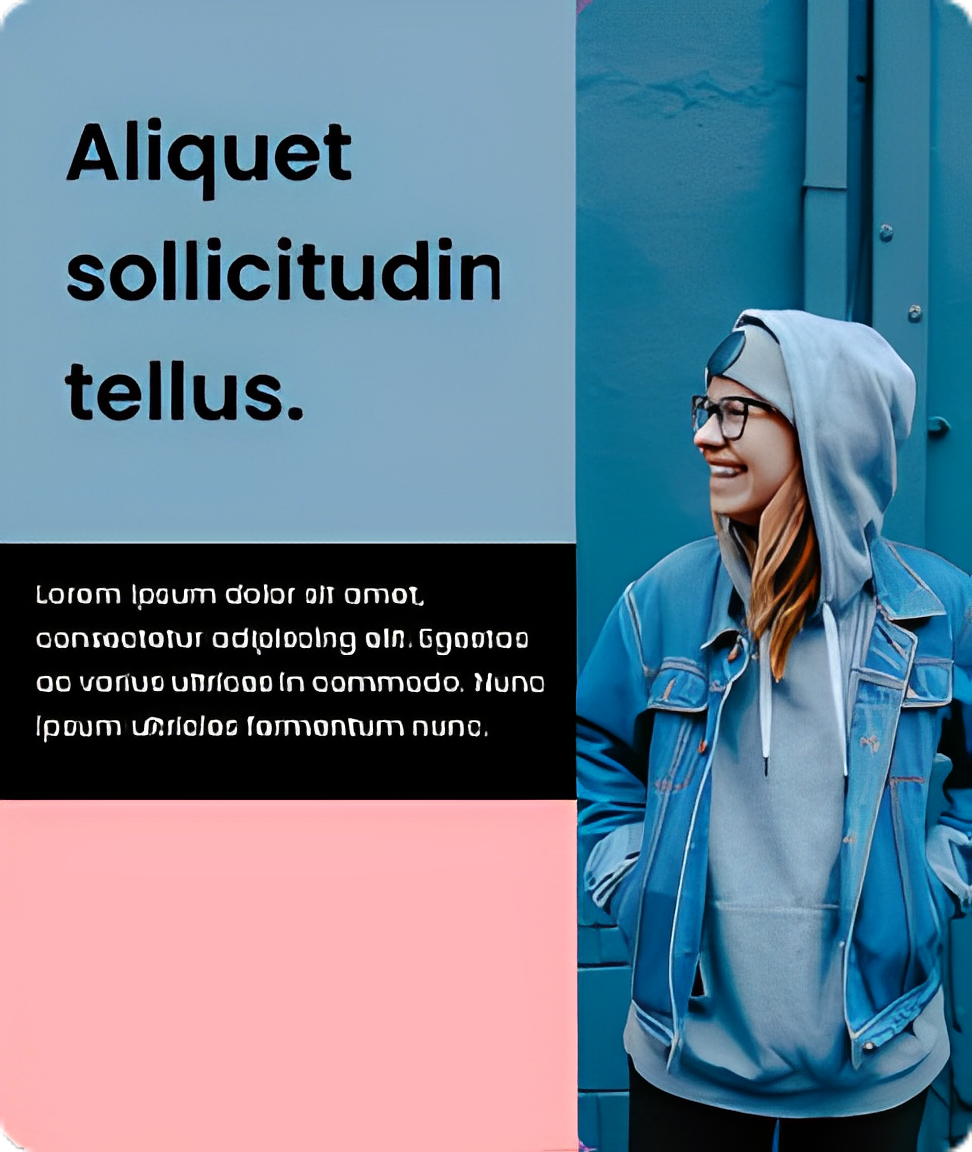 Aliquet
sollicitudin
tellus.
Lorem Ipsum dolor sit amet,
consectetur adipiscing elit. Egestas
ac varius ultrices in commodo. Nunc
ipsum ultricies fermentum nunc.